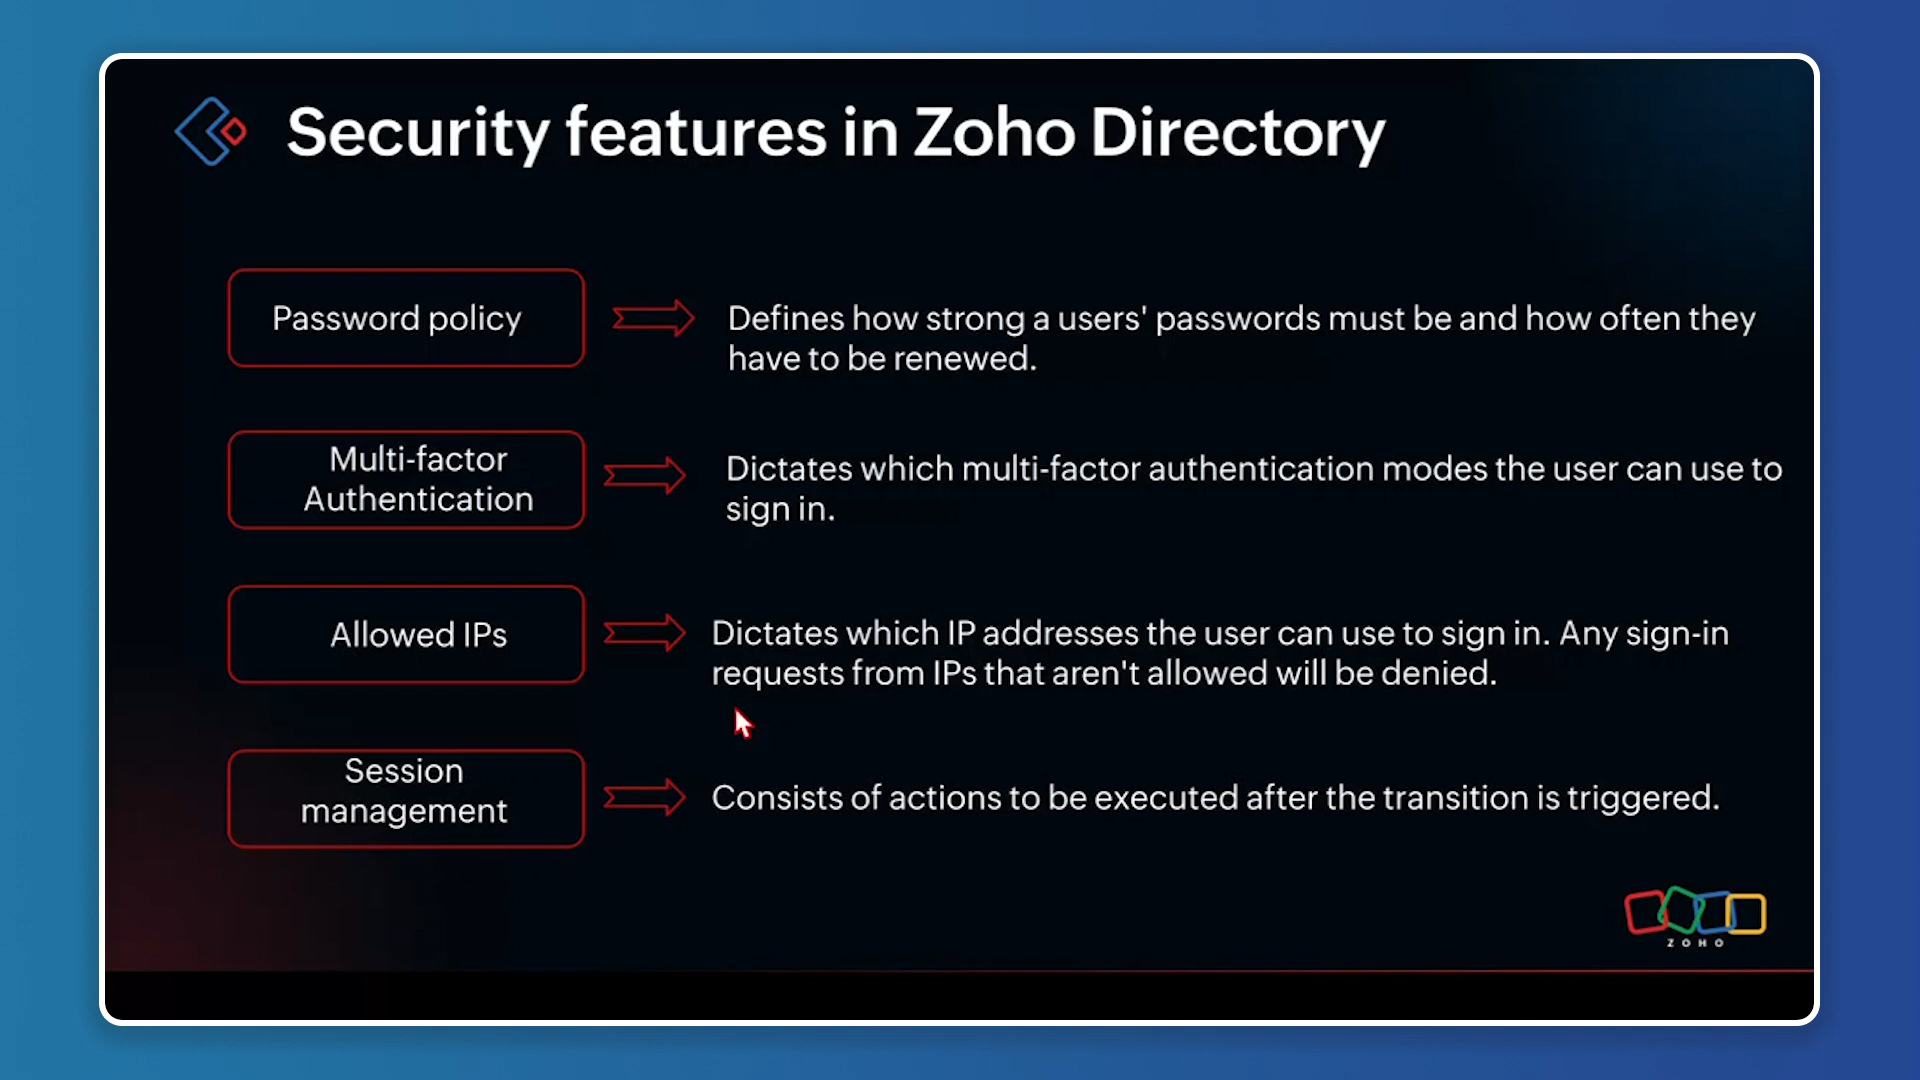 Security features in Zoho Directory
Password policy
Defines how strong a users' passwords must be and how often they
have to be renewed.
Multi-factor
Authentication
Dictates which multi-factor authentication modes the user can use to
sign in.
Allowed IPs
Dictates which IP addresses the user can use to sign in. Any sign-in
requests from IPs that aren't allowed will be denied.
Session
management
Consists of actions to be executed after the transition is triggered.
ZOHO